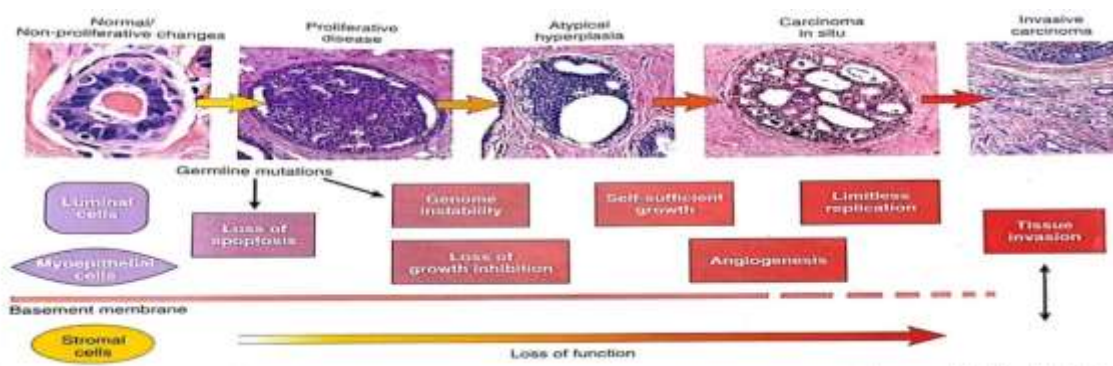 Normal/
Non-proliferative changes
Proliferative
disease
Atypical
hyperplasia
Carcinoma
in situ
Invasive
carcinoma
Germline mutations
Luminal
cells
Myoepithelial
cells
Loss of
apoptosis
Genome
instability
Loss of
growth inhibition
Self-sufficient
growth
Angiogenesis
Limitless
replication
Tissue
invasion
Basement membrane
Stromal
cells
Loss of function